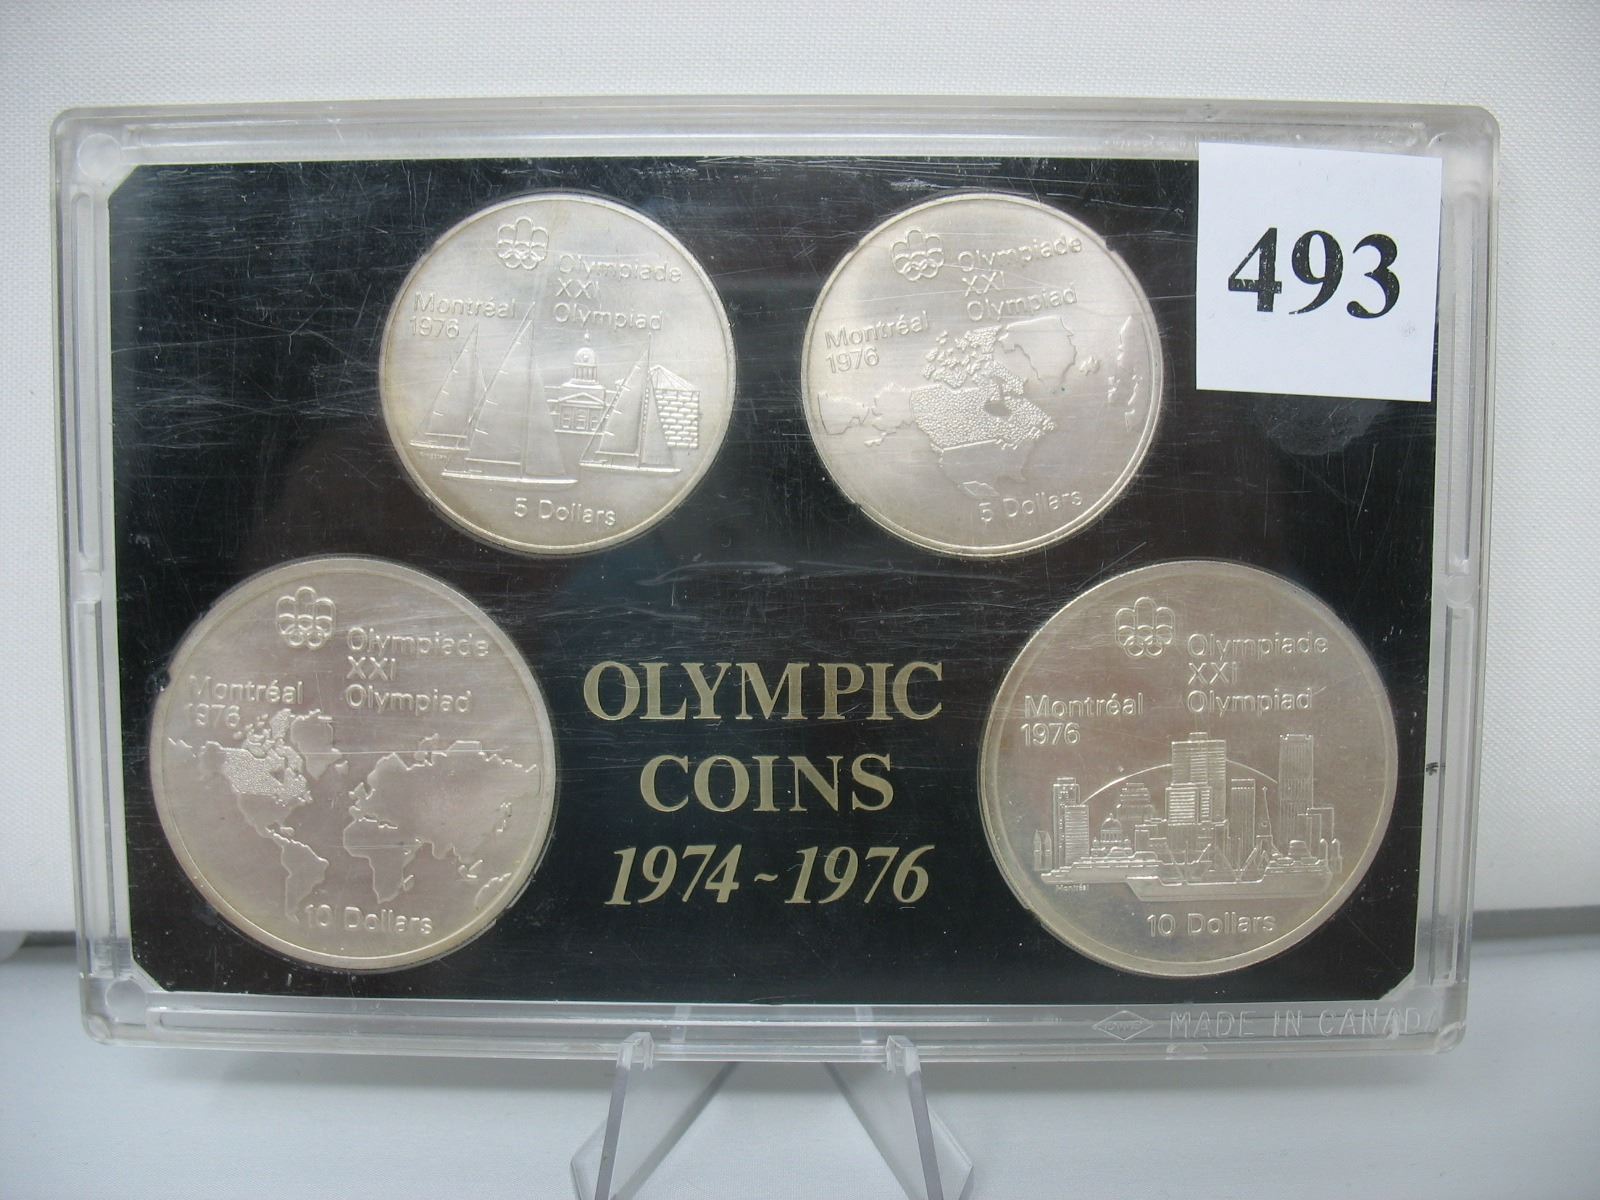 493
Olympiade
XXI
Olympiad
Montréal
1976
5 Dollars
Olympiade
XXI
Olympiad
Montréal
1976
5 Dollars
Olympiade
XXI
Olympiad
Montréal
1976
10 Dollars
OLYMPIC
COINS
1974~1976
Olympiade
XXI
Olympiad
Montréal
1976
Montréal
10 Dollars
MADE IN CANADA